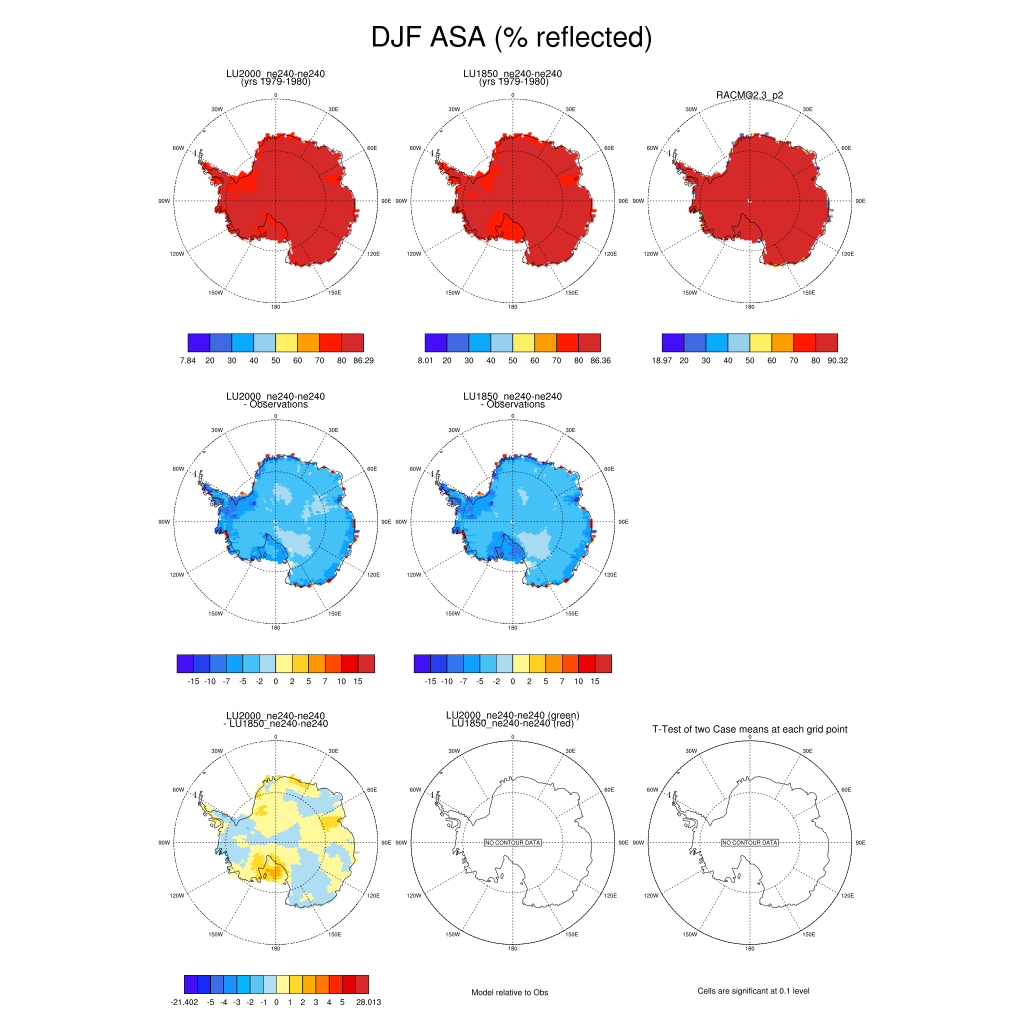 DJF ASA (% reflected)
LU2000_ne240-ne240
(yrs 1979-1980)
LU1850_ne240-ne240
(yrs 1979-1980)
RACMO2.3_p2
0
30W 30E
60W 60E
90W 90E
120W 120E
150W 150E
180
0
30W 30E
60W 60E
90W 90E
120W 120E
150W 150E
180
0
30W 30E
60W 60E
90W 90E
120W 120E
150W 150E
180
7.84 20 30 40 50 60 70 80 86.29
8.01 20 30 40 50 60 70 80 86.36
18.97 20 30 40 50 60 70 80 90.32
LU2000_ne240-ne240
- Observations
LU1850_ne240-ne240
- Observations
0
30W 30E
60W 60E
90W 90E
120W 120E
150W 150E
180
0
30W 30E
60W 60E
90W 90E
120W 120E
150W 150E
180
-15 -10 -7 -5 -2 0 2 5 7 10 15
-15 -10 -7 -5 -2 0 2 5 7 10 15
LU2000_ne240-ne240
- LU1850_ne240-ne240
LU2000_ne240-ne240 (green)
LU1850_ne240-ne240 (red)
T-Test of two Case means at each grid point
0
30W 30E
60W 60E
90W 90E
120W 120E
150W 150E
180
0
30W 30E
60W 60E
90W 90E
NO CONTOUR DATA
120W 120E
150W 150E
180
0
30W 30E
60W 60E
90W 90E
NO CONTOUR DATA
120W 120E
150W 150E
180
-21.402 -5 -4 -3 -2 -1 0 1 2 3 4 5 28.013
Model relative to Obs
Cells are significant at 0.1 level